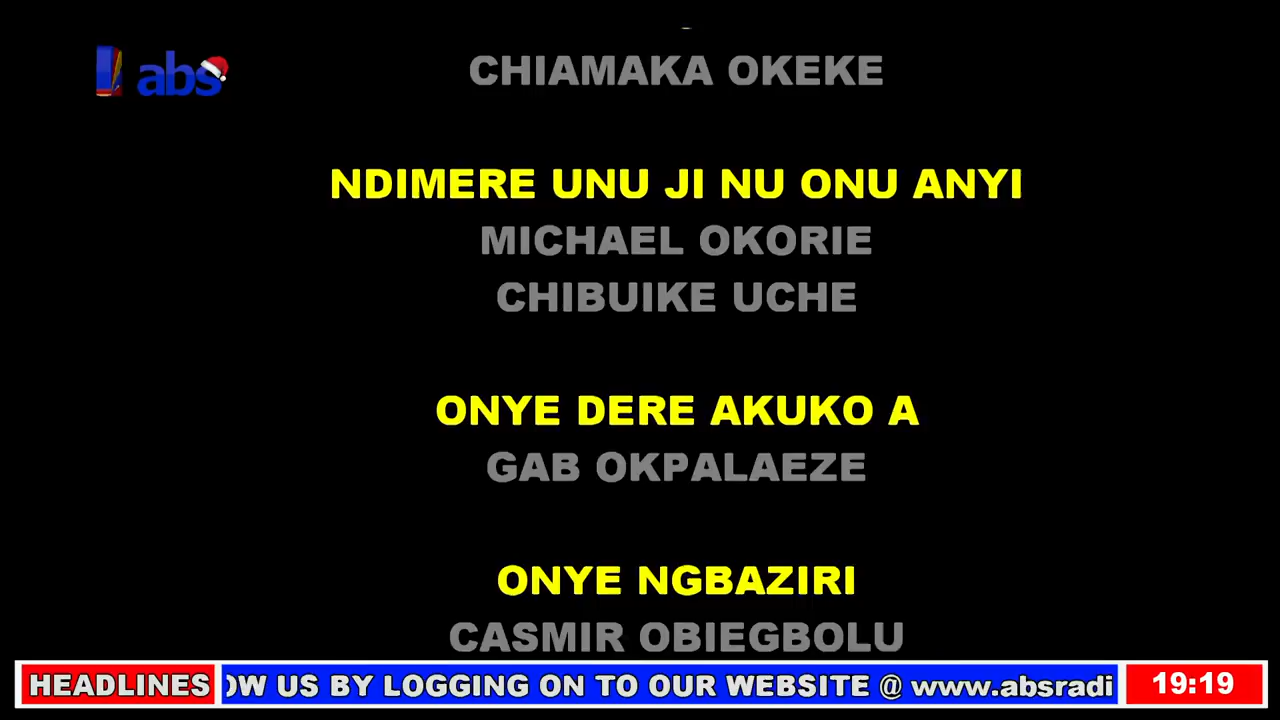 abs
CHIAMAKA OKEKE
NDIMERE UNU JI NU ONU ANYI
MICHAEL OKORIE
CHIBUIKE UCHE
ONYE DERE AKUKO A
GAB OKPALAEZE
ONYE NGBAZIRI
CASMIR OBIEGBOLU
HEADLINES OW US BY LOGGING ON TO OUR WEBSITE @ www.absradi 19:19